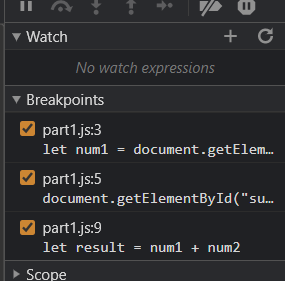 Watch
No watch expressions
Breakpoints
part1.js:3
let num1 = document.getElem…
part1.js:5
document.getElementById("su…
part1.js:9
let result = num1 + num2
Scope